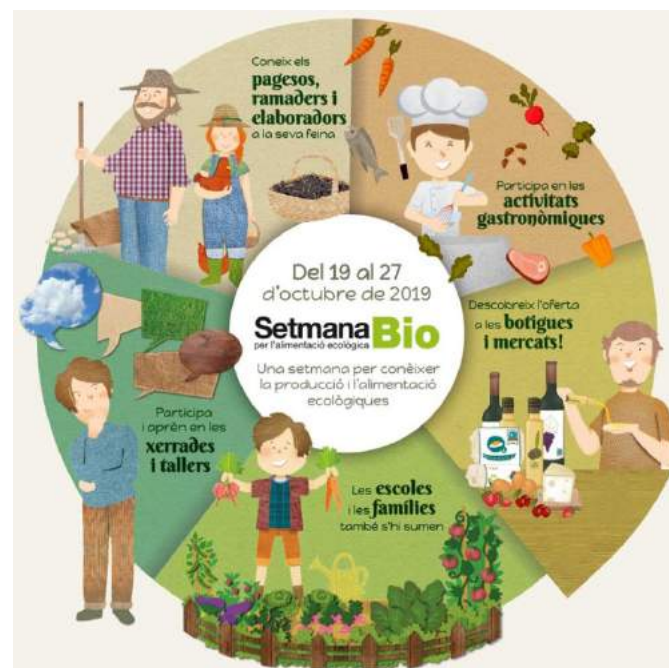 Coneix els
pagesos,
ramaders i
elaboradors
a la seva feina
Participa en les
activitats
gastronòmiques
Del 19 al 27
d'octubre de 2019
SetmanaBio
per l'alimentació ecològica
Una setmana per conèixer
la producció i l'alimentació
ecològiques
Descobreix l'oferta
a les botigues
i mercats!
Participa
i aprèn en les
xerrades
i tallers
Les escoles
i les famílies
també s'hi sumen